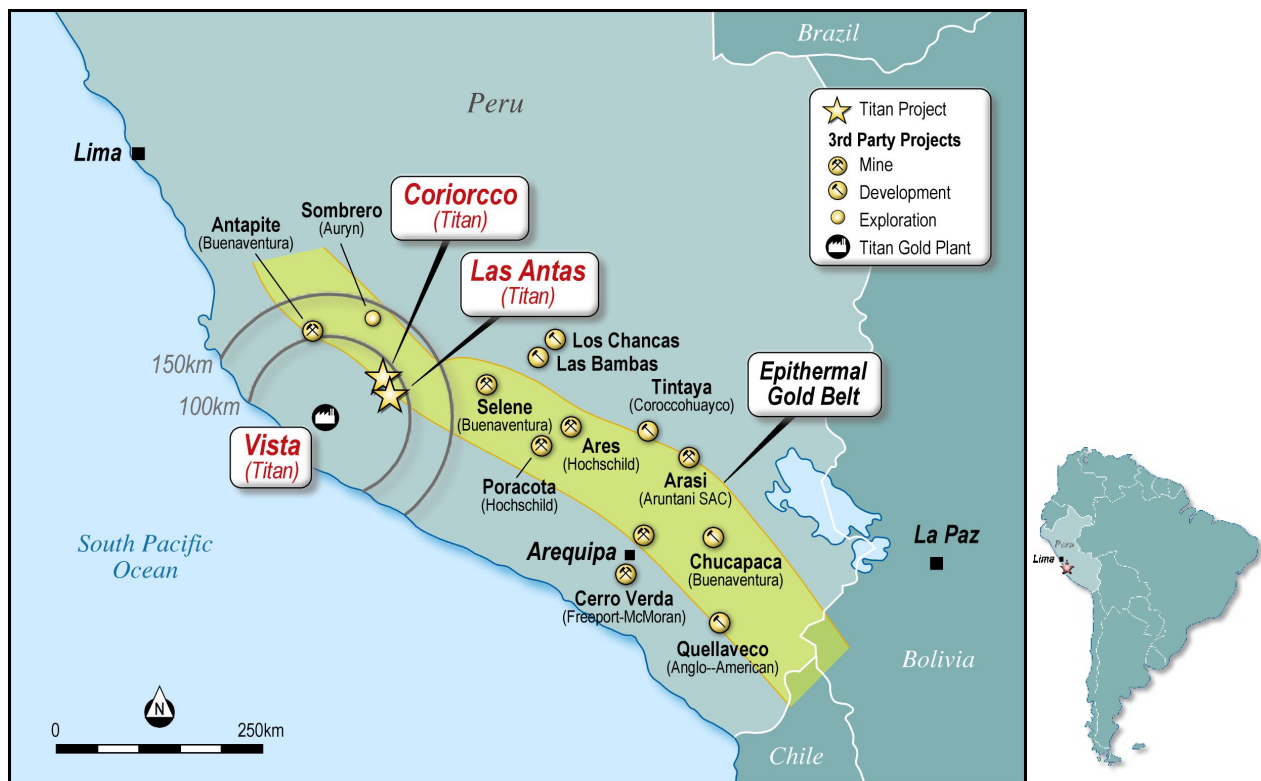 Brazil
Peru
Titan Project
3rd Party Projects
Mine
Development
Exploration
Titan Gold Plant
Lima
Coriorcco
(Titan)
Sombrero
(Auryn)
Antapite
(Buenaventura)
Las Antas
(Titan)
150km
100km
Los Chancas
Las Bambas
Epithermal
Gold Belt
Tintaya
(Coroccohuayco)
Selene
(Buenaventura)
Ares
(Hochschild)
Vista
(Titan)
Poracota
(Hochschild)
Arasi
(Aruntani SAC)
South Pacific
Ocean
Arequipa
La Paz
Chucapaca
(Buenaventura)
Cerro Verda
(Freeport-McMoran)
Quellaveco
(Anglo--American)
Bolivia
N
0 250km
Chile
Peru
Lima